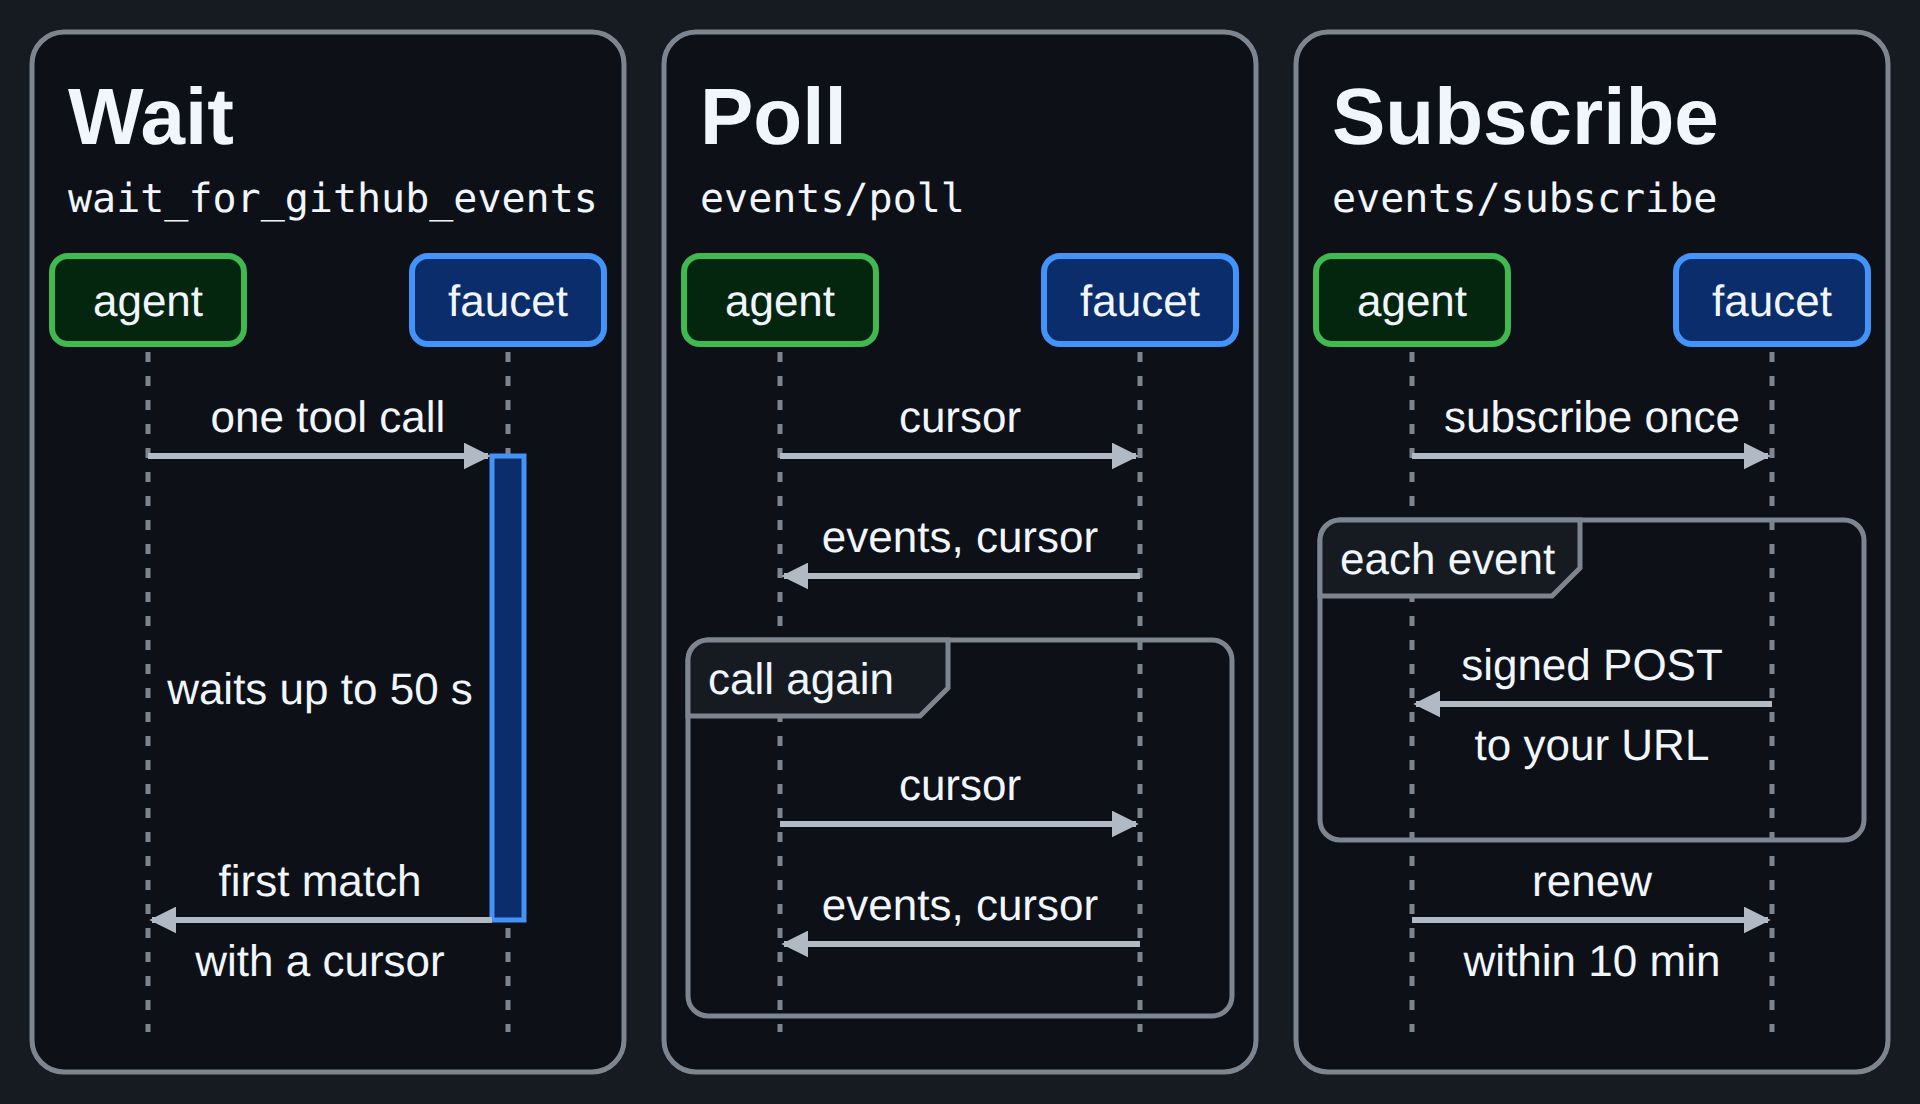 Wait
wait_for_github_events
agent
faucet
one tool call
waits up to 50 s
first match
with a cursor
Poll
events/poll
agent
faucet
cursor
events, cursor
call again
cursor
events, cursor
Subscribe
events/subscribe
agent
faucet
subscribe once
each event
signed POST
to your URL
renew
within 10 min